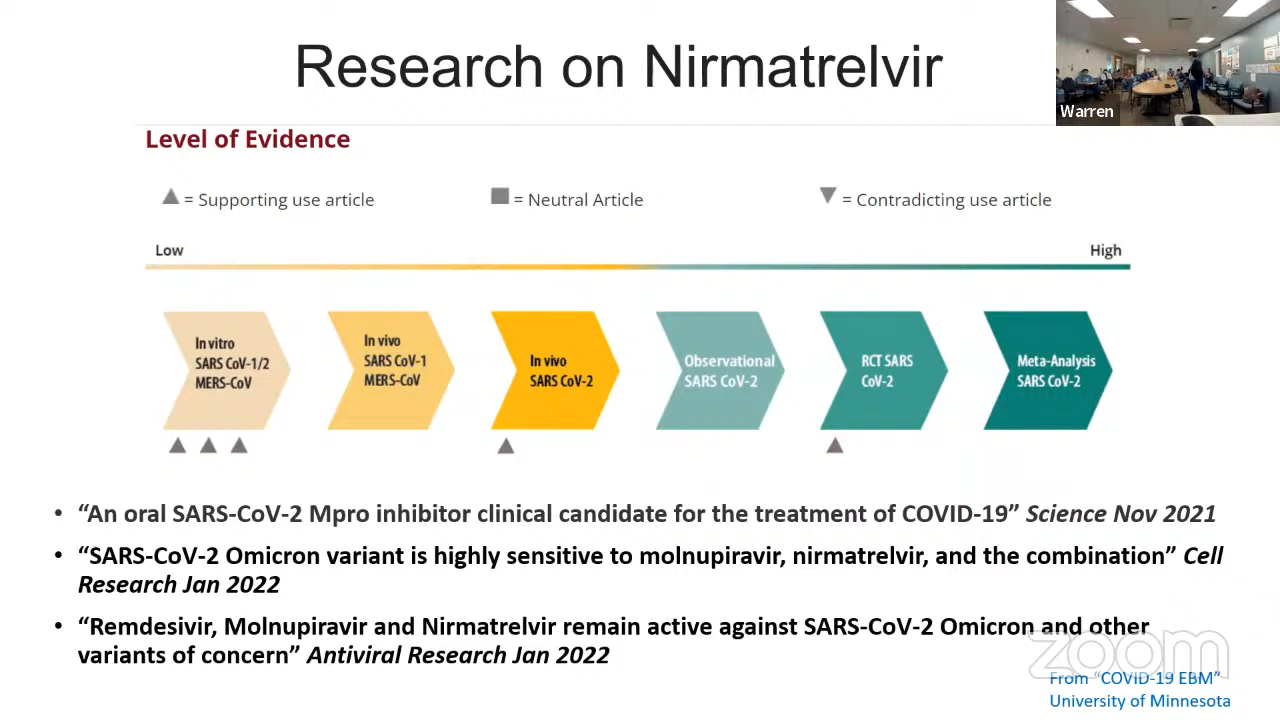 Research on Nirmatrelvir
Warren
Level of Evidence
= Supporting use article
= Neutral Article
= Contradicting use article
Low
High
In vitro
SARS CoV-1/2
MERS-CoV
In vivo
SARS CoV-1
MERS-CoV
In vivo
SARS CoV-2
Observational
SARS CoV-2
RCT SARS
CoV-2
Meta-Analysis
SARS CoV-2
• “An oral SARS-CoV-2 Mpro inhibitor clinical candidate for the treatment of COVID-19” Science Nov 2021
• “SARS-CoV-2 Omicron variant is highly sensitive to molnupiravir, nirmatrelvir, and the combination” Cell
Research Jan 2022
• “Remdesivir, Molnupiravir and Nirmatrelvir remain active against SARS-CoV-2 Omicron and other
variants of concern” Antiviral Research Jan 2022
zoom
From “COVID-19 EBM”
University of Minnesota